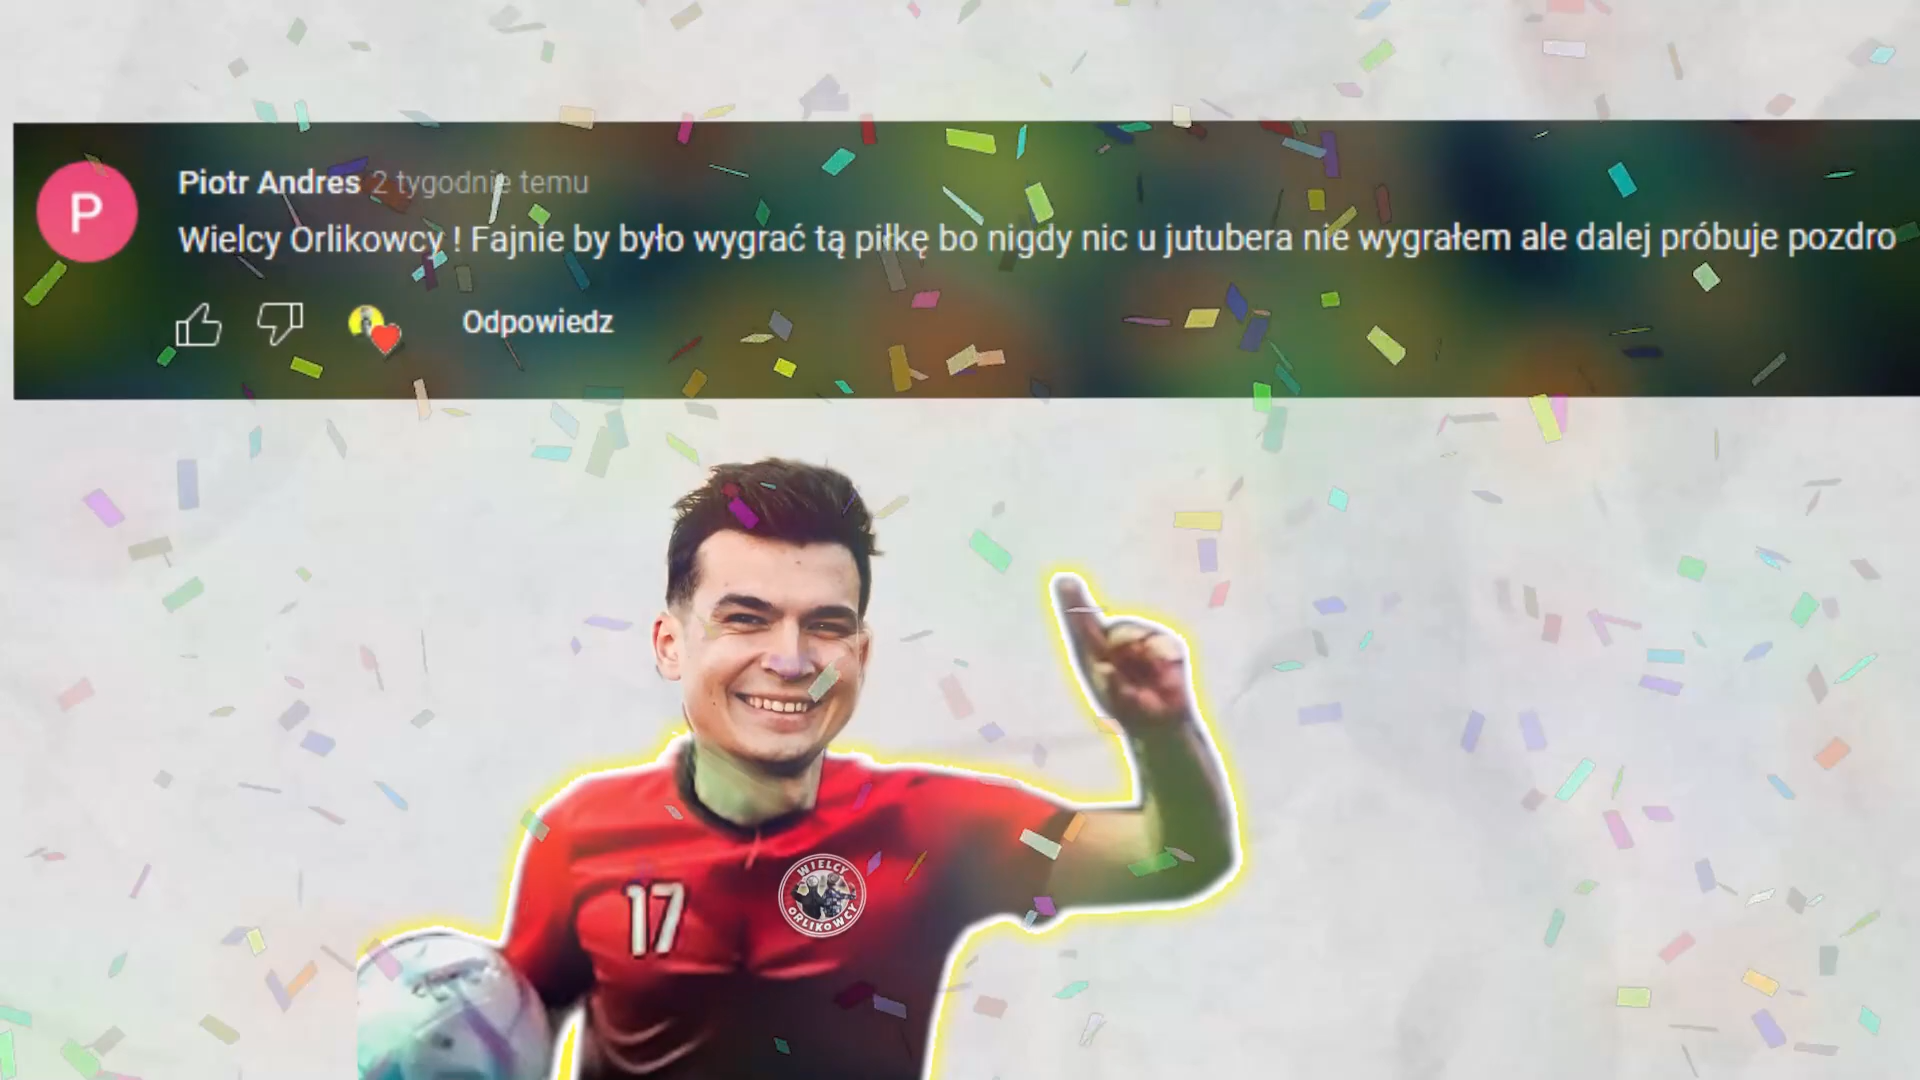 P
Piotr Andres 2 tygodnie temu
Wielcy Orlikowcy ! Fajnie by było wygrać tą piłkę bo nigdy nic u jutubera nie wygrałem ale dalej próbuje pozdro
Odpowiedz
17
WIELCY
ORLIKOWCY